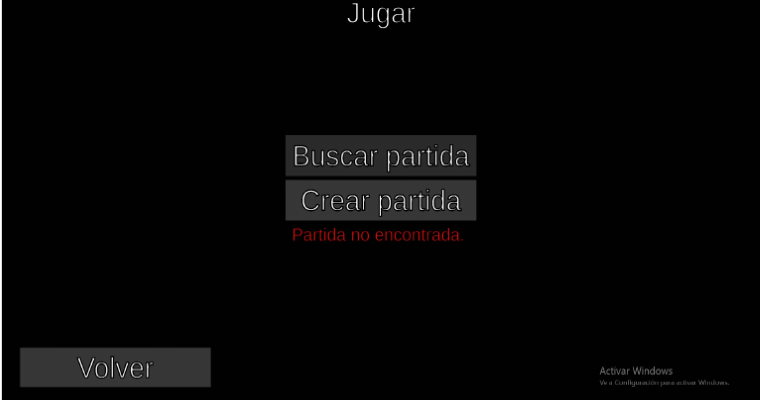 Jugar
Buscar partida
Crear partida
Partida no encontrada.
Volver
Activar Windows
Ve a Configuración para activar Windows.